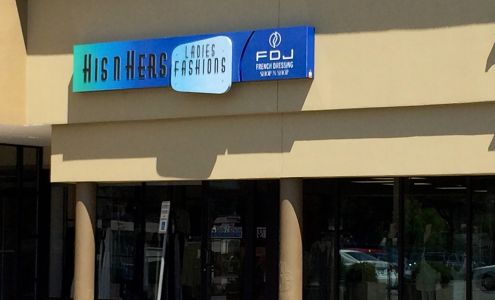 HIS N HERS
LADIES
FASHIONS
FDJ
FRENCH DRESSING
SHOP N SHOP